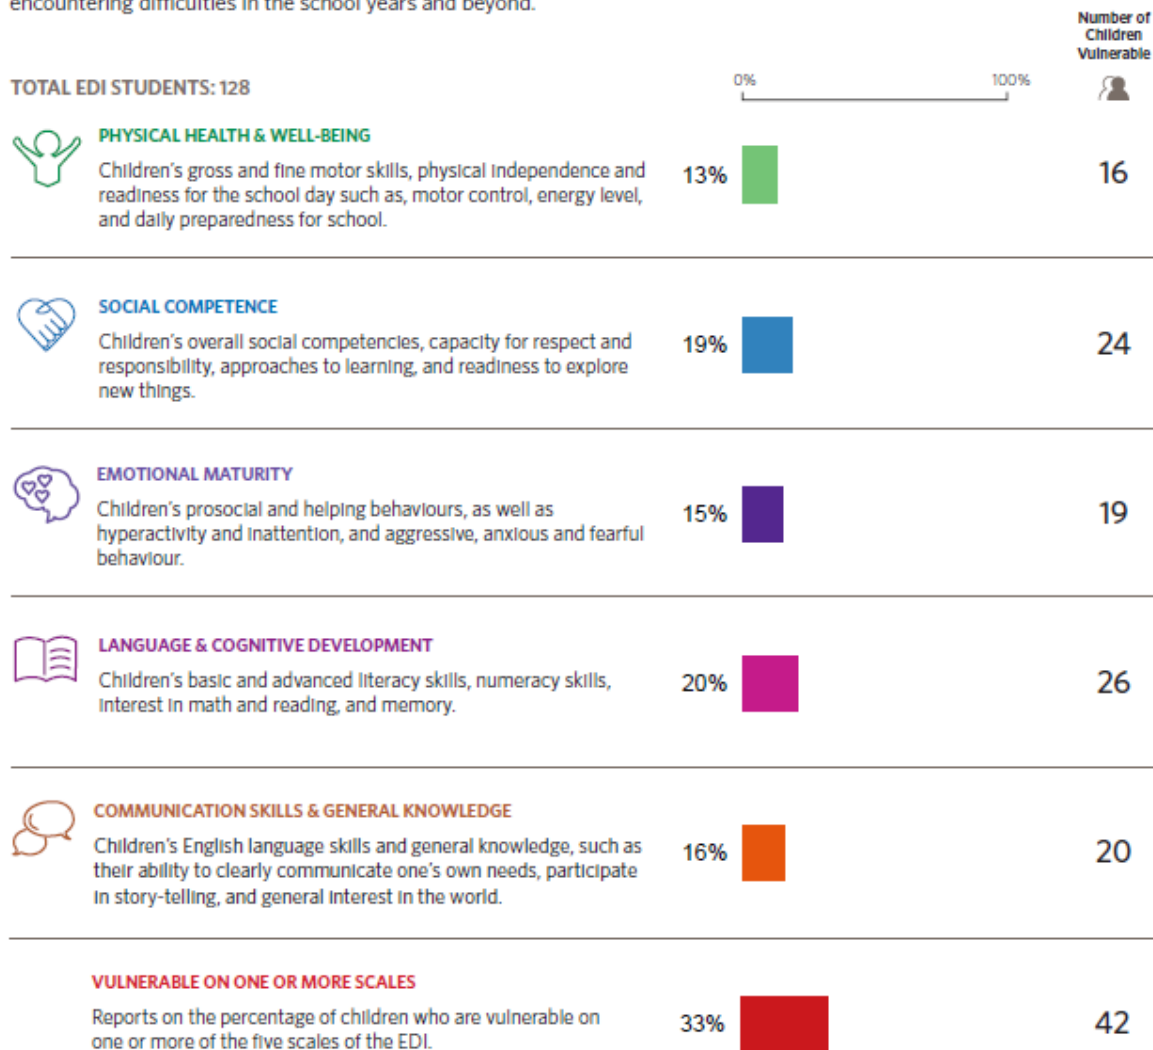 encountering difficulties in the school years and beyond.
Number of
Children
Vulnerable
TOTAL EDI STUDENTS: 128
0%
100%
PHYSICAL HEALTH & WELL-BEING
Children's gross and fine motor skills, physical independence and
readiness for the school day such as, motor control, energy level,
and daily preparedness for school.
13%
16
SOCIAL COMPETENCE
Children's overall social competencies, capacity for respect and
responsibility, approaches to learning, and readiness to explore
new things.
19%
24
EMOTIONAL MATURITY
Children's prosocial and helping behaviours, as well as
hyperactivity and inattention, and aggressive, anxious and fearful
behaviour.
15%
19
LANGUAGE & COGNITIVE DEVELOPMENT
Children's basic and advanced literacy skills, numeracy skills,
interest in math and reading, and memory.
20%
26
COMMUNICATION SKILLS & GENERAL KNOWLEDGE
Children's English language skills and general knowledge, such as
their ability to clearly communicate one's own needs, participate
in story-telling, and general interest in the world.
16%
20
VULNERABLE ON ONE OR MORE SCALES
Reports on the percentage of children who are vulnerable on
one or more of the five scales of the EDI.
33%
42